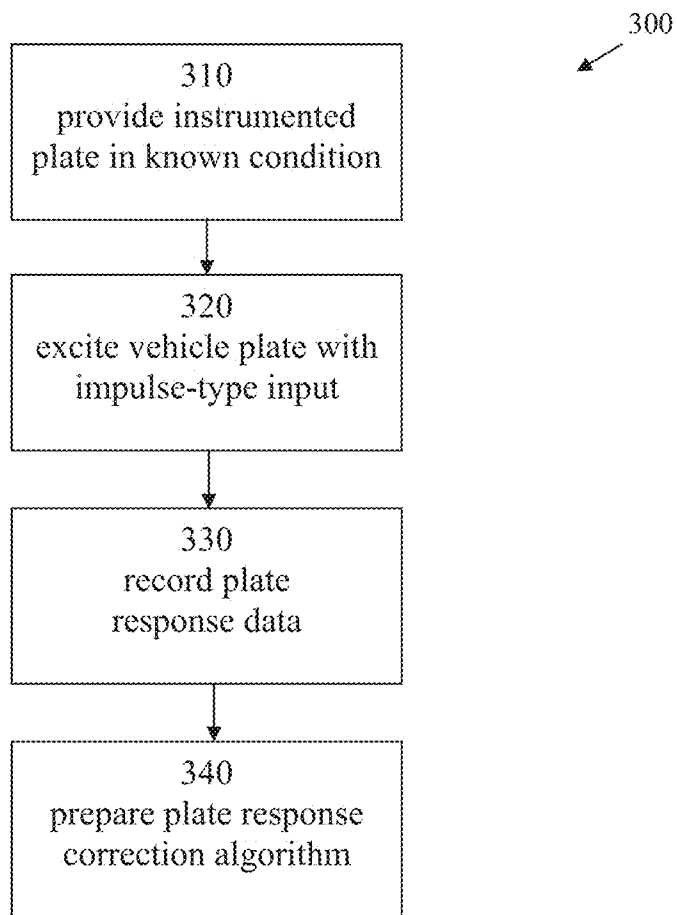 300
310
provide instrumented
plate in known condition
320
excite vehicle plate with
impulse-type input
330
record plate
response data
340
prepare plate response
correction algorithm